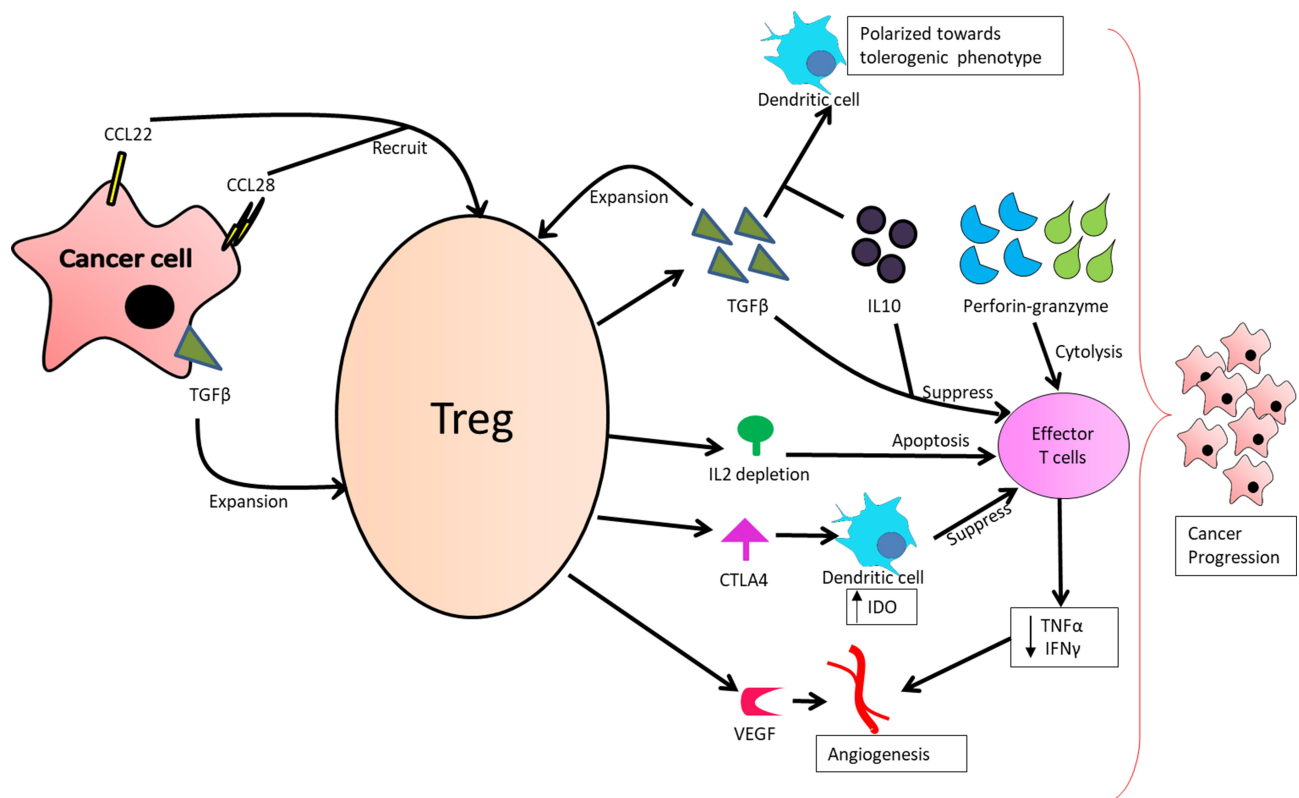 Polarized towards
tolerogenic phenotype
Dendritic cell
CCL22
Recruit
CCL28
Expansion
Cancer cell
TGFβ
IL10
Perforin-granzyme
TGFβ
Cytolysis
Suppress
Treg
Effector
T cells
Apoptosis
IL2 depletion
Expansion
Suppress
CTLA4
Dendritic cell
IDO
Cancer
Progression
TNFα
IFNγ
VEGF
Angiogenesis